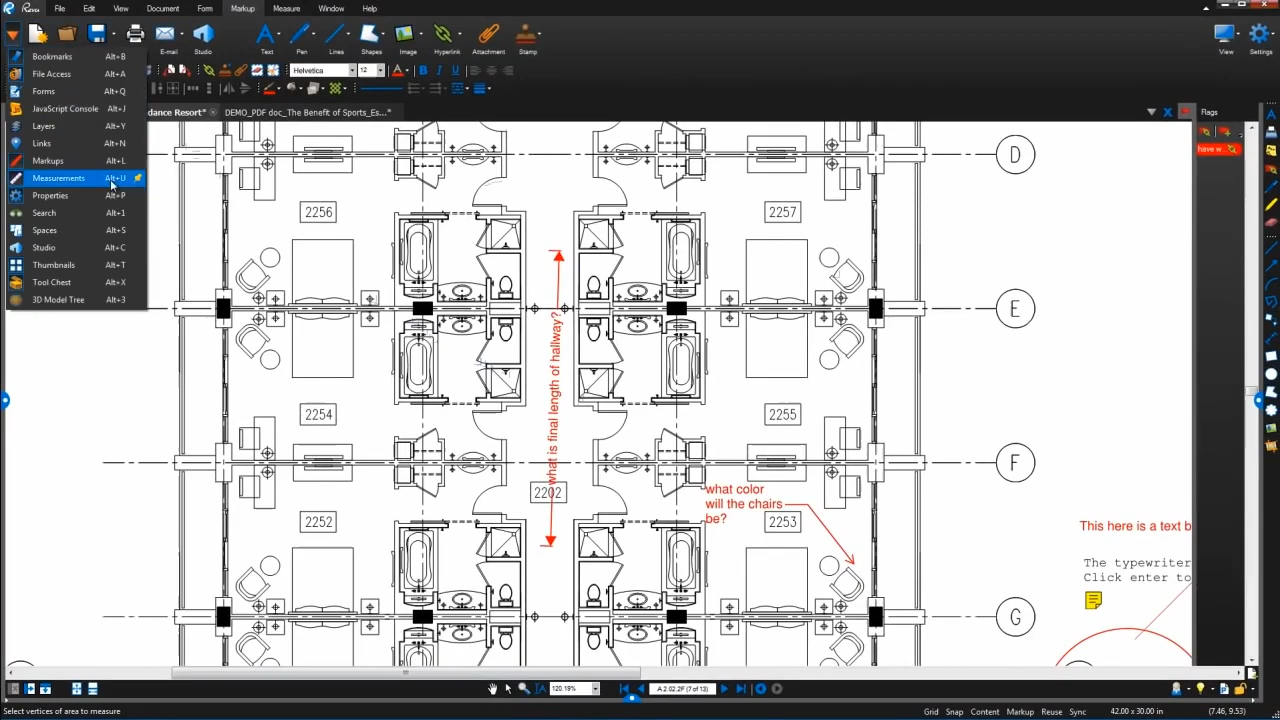 Revu File Edit View Document Form Markup Measure Window Help
E-mail Studio Text Pen Lines Shapes Image Hyperlink Attachment Stamp View Settings
Helvetica 12 B I U
dance Resort* DEMO_PDF doc_The Benefit of Sports_Es...* Flags
Bookmarks Alt+B
File Access Alt+A
Forms Alt+Q
JavaScript Console Alt+J
Layers Alt+Y
Links Alt+N
Markups Alt+L
Measurements Alt+U
Properties Alt+P
Search Alt+1
Spaces Alt+S
Studio Alt+C
Thumbnails Alt+T
Tool Chest Alt+X
3D Model Tree Alt+3
have w...
D
2256 2257
E
what is final length of hallway?
2254 2255
F
2202
what color
will the chairs
be?
2252 2253
This here is a text b
The typewriter
Click enter to
G
120.19% A 2.02.2F (7 of 13)
Select vertices of area to measure Grid Snap Content Markup Reuse Sync 42.00 x 30.00 in (7.46, 9.53)